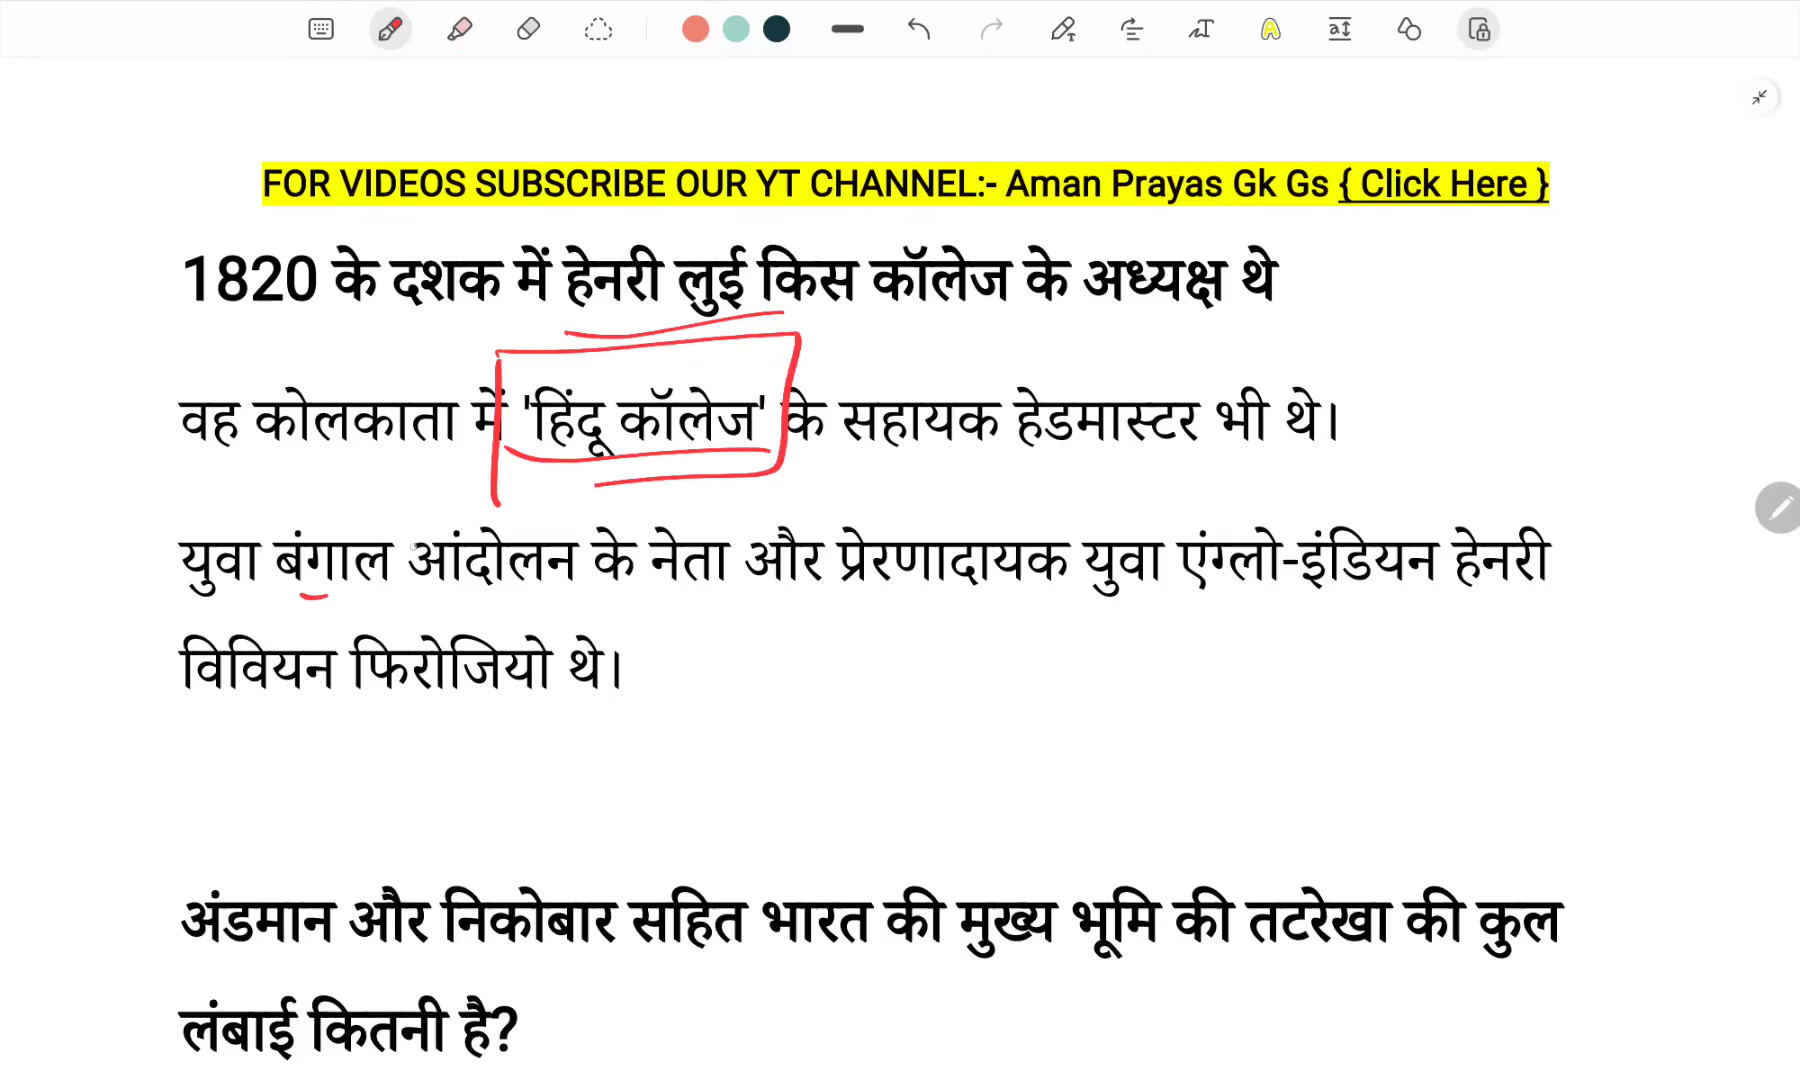 FOR VIDEOS SUBSCRIBE OUR YT CHANNEL:- Aman Prayas Gk Gs { Click Here }
1820 के दशक में हेनरी लुई किस कॉलेज के अध्यक्ष थे
वह कोलकाता में 'हिंदू कॉलेज' के सहायक हेडमास्टर भी थे।
युवा बंगाल आंदोलन के नेता और प्रेरणादायक युवा एंग्लो-इंडियन हेनरी
विवियन फिरोजियो थे।
अंडमान और निकोबार सहित भारत की मुख्य भूमि की तटरेखा की कुल
लंबाई कितनी है?